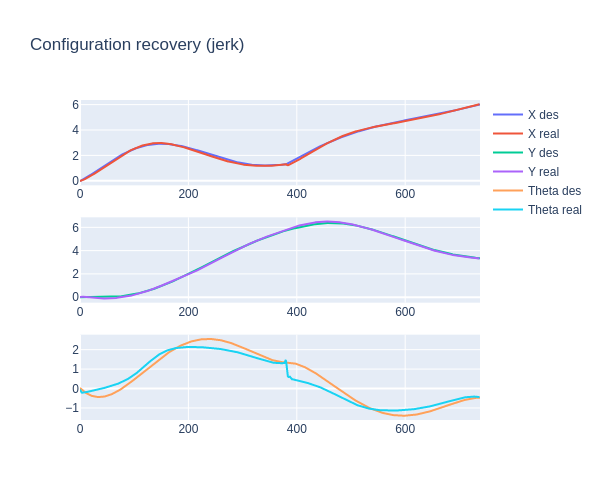 Configuration recovery (jerk)
6
4
2
0
0 200 400 600
6
4
2
0
0 200 400 600
2
1
0
−1
0 200 400 600
X des
X real
Y des
Y real
Theta des
Theta real